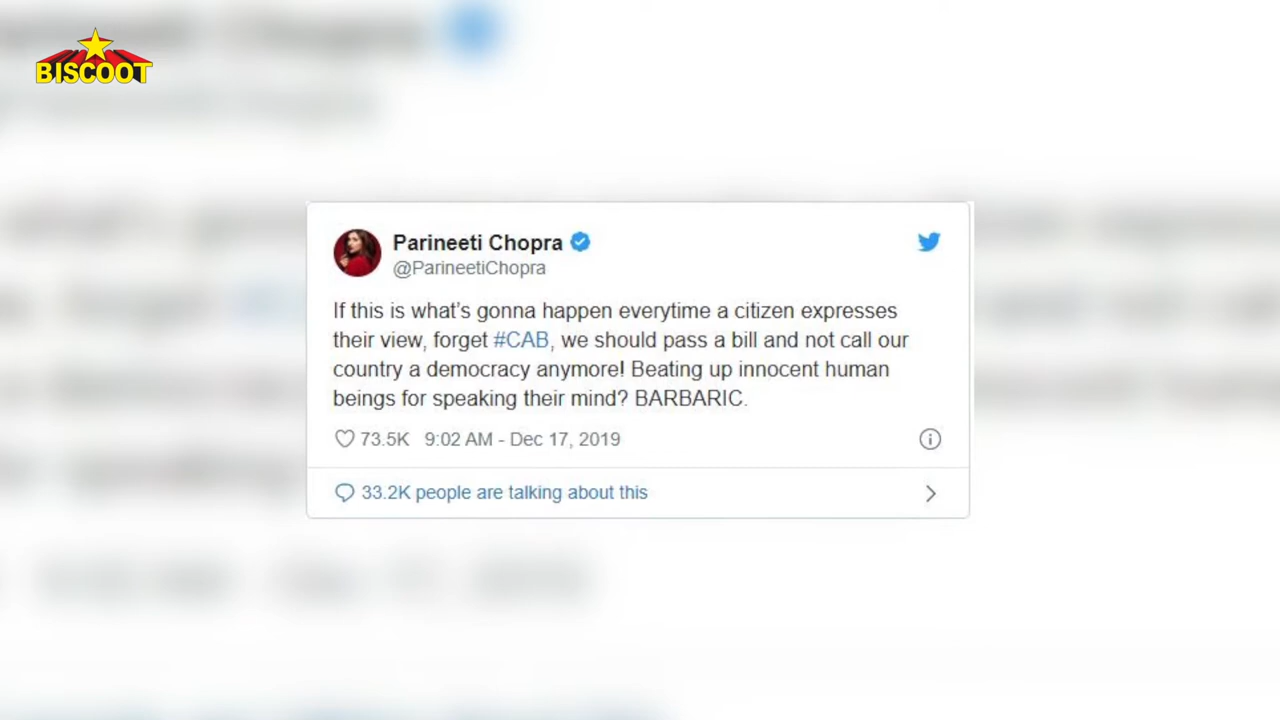 BISCOOT
Parineeti Chopra
@ParineetiChopra
If this is what's gonna happen everytime a citizen expresses
their view, forget #CAB, we should pass a bill and not call our
country a democracy anymore! Beating up innocent human
beings for speaking their mind? BARBARIC.
73.5K 9:02 AM - Dec 17, 2019
33.2K people are talking about this